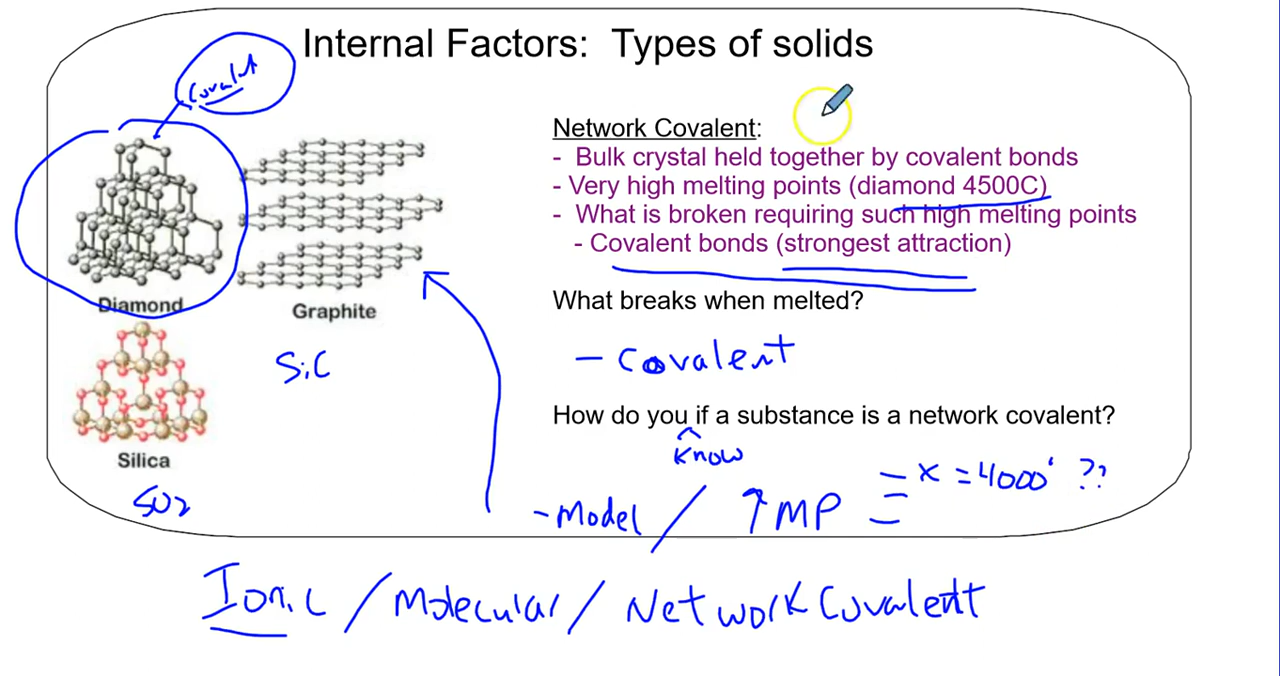 Internal Factors: Types of solids
Covalent
Network Covalent:
- Bulk crystal held together by covalent bonds
- Very high melting points (diamond 4500C)
- What is broken requiring such high melting points
- Covalent bonds (strongest attraction)
Diamond
Graphite
What breaks when melted?
SiC
- Covalent
How do you if a substance is a network covalent?
^
know
Silica
SiO2
- Model / ↑ MP = x = 4000° ??
Ionic / Molecular / Network Covalent